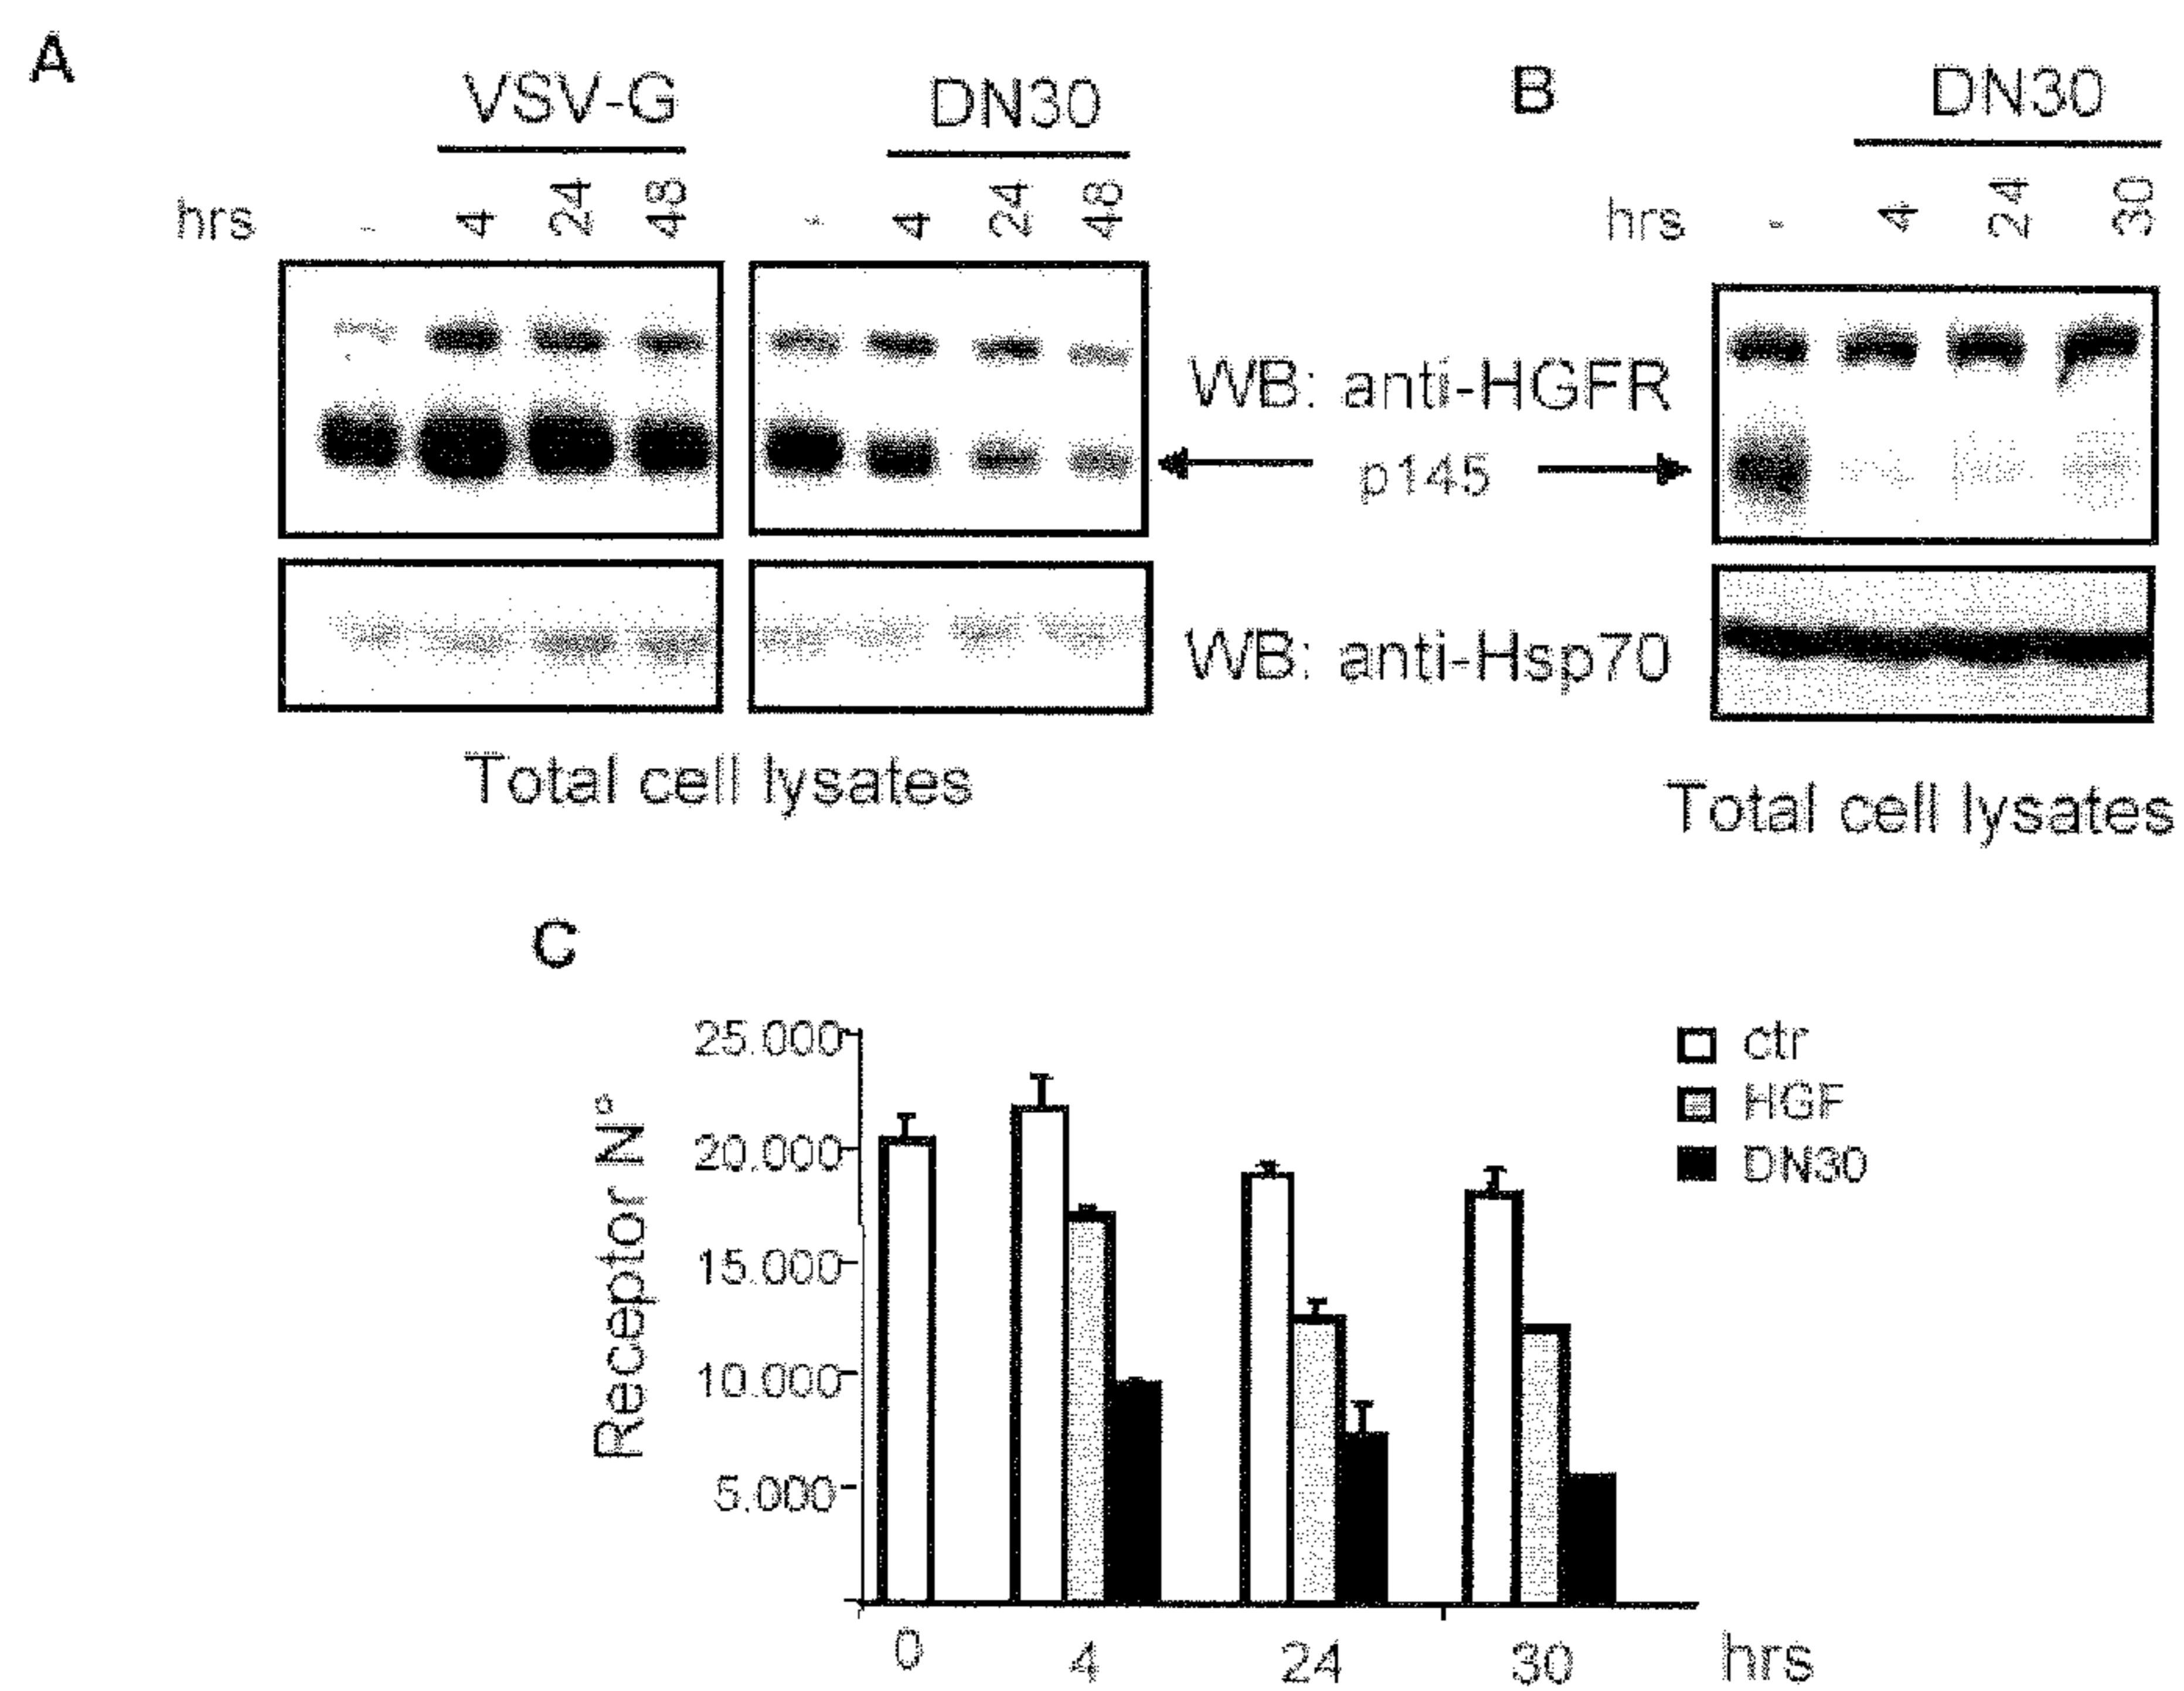 A
VSV-G DN30
hrs - 4 24 48 - 4 24 48
WB: anti-HGFR
p145
WB: anti-Hsp70
Total cell lysates
B
DN30
hrs - 4 24 30
Total cell lysates
C
Receptor N°
25.000
20.000
15.000
10.000
5.000
0 4 24 30 hrs
ctr
HGF
DN30